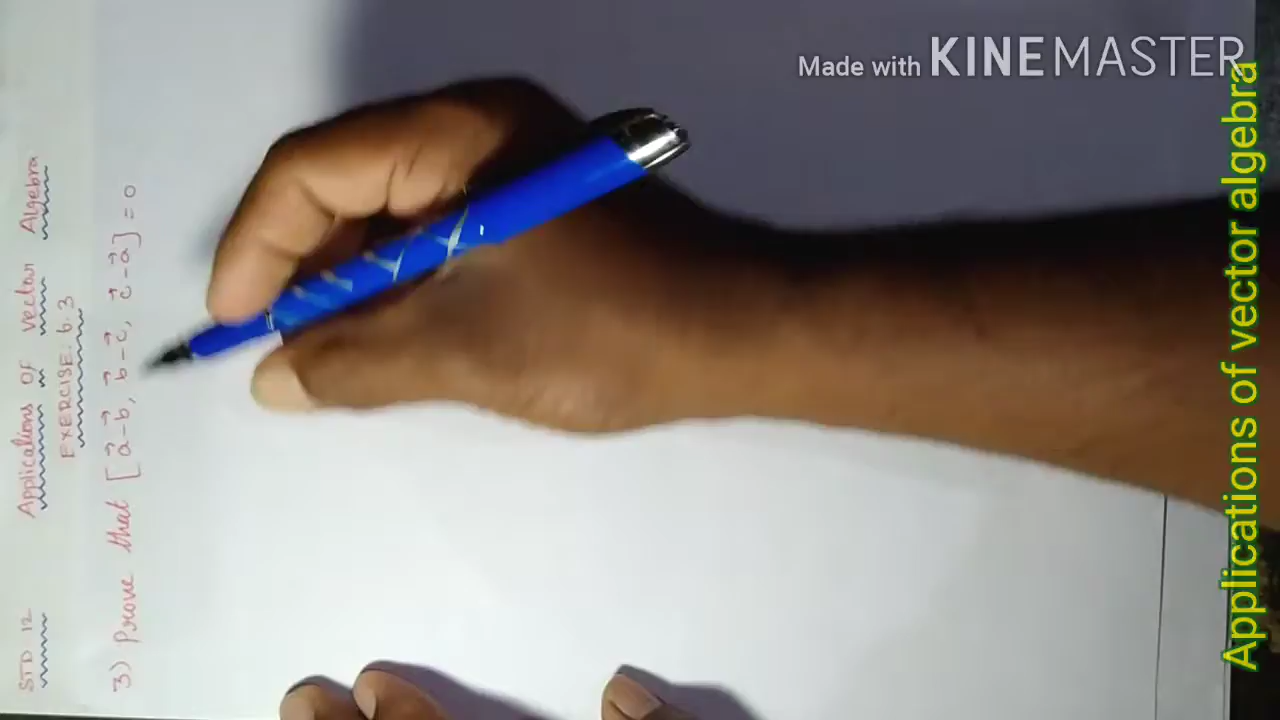 STD 12 Applications of vector Algebra
EXERCISE: 6.3
3) Prove that [a⃗-b⃗, b⃗-c⃗, c⃗-a⃗] = 0
Made with KINEMASTER
Applications of vector algebra